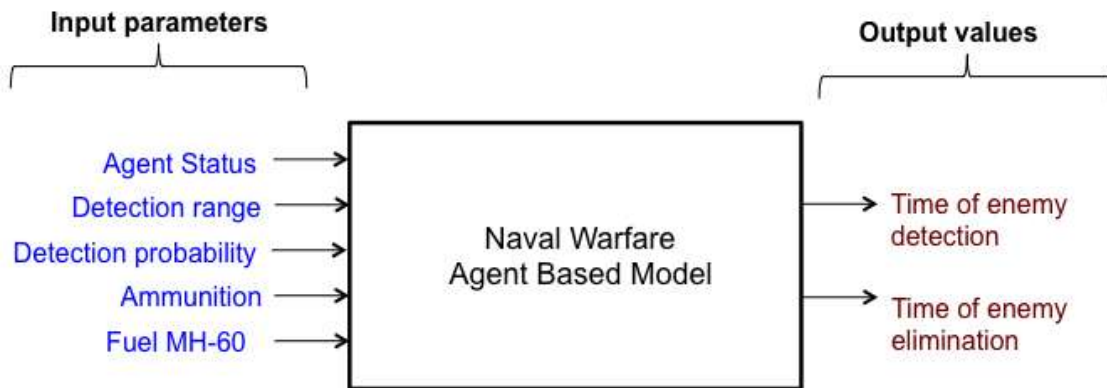 Input parameters
Output values
Agent Status
Detection range
Detection probability
Ammunition
Fuel MH-60
Naval Warfare
Agent Based Model
Time of enemy
detection
Time of enemy
elimination